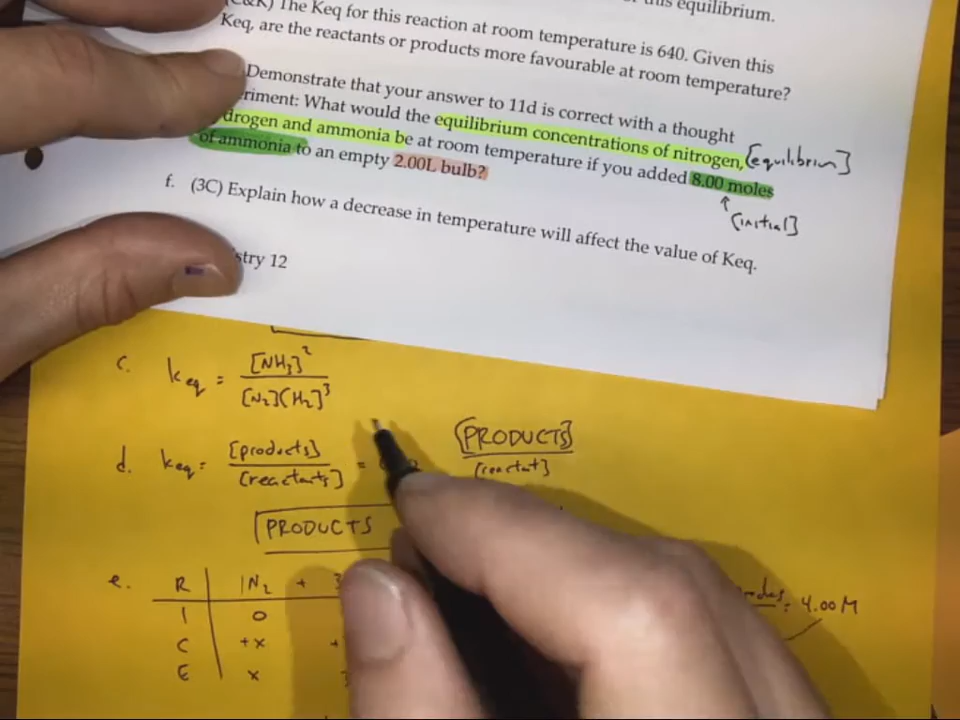 this equilibrium.
The Keq for this reaction at room temperature is 640. Given this
Keq, are the reactants or products more favourable at room temperature?
Demonstrate that your answer to 11d is correct with a thought
What would the equilibrium concentrations of nitrogen, [equilibrium]
and ammonia be at room temperature if you added 8.00 moles
of ammonia to an empty 2.00L bulb?
↑
[initial]
f. (3C) Explain how a decrease in temperature will affect the value of Keq.
12
c. Keq = [NH3]²
[N2][H2]³
d. Keq = [products] = [PRODUCTS]
[reactants] [reactant]
PRODUCTS
e. R | 1N2 + 3
I | 0 = 4.00 M
C | +x +
E | x 3